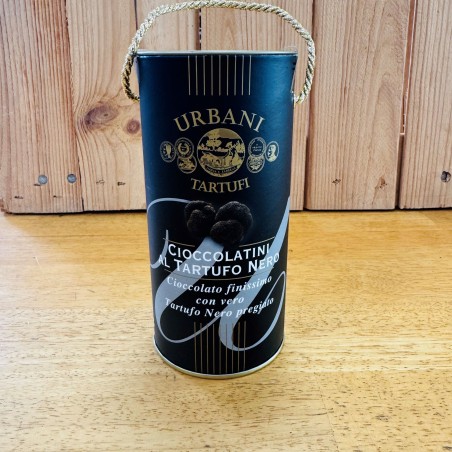 URBANI
TARTUFI
CIOCCOLATINI
AL TARTUFO NERO
Cioccolato finissimo
con vero
Tartufo Nero pregiato